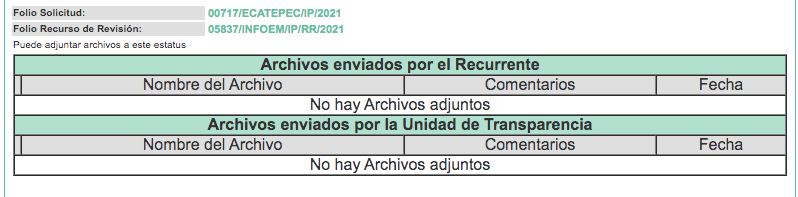 Folio Solicitud: 00717/ECATEPEC/IP/2021
Folio Recurso de Revisión: 05837/INFOEM/IP/RR/2021
Puede adjuntar archivos a este estatus
Archivos enviados por el Recurrente
Nombre del Archivo Comentarios Fecha
No hay Archivos adjuntos
Archivos enviados por la Unidad de Transparencia
Nombre del Archivo Comentarios Fecha
No hay Archivos adjuntos